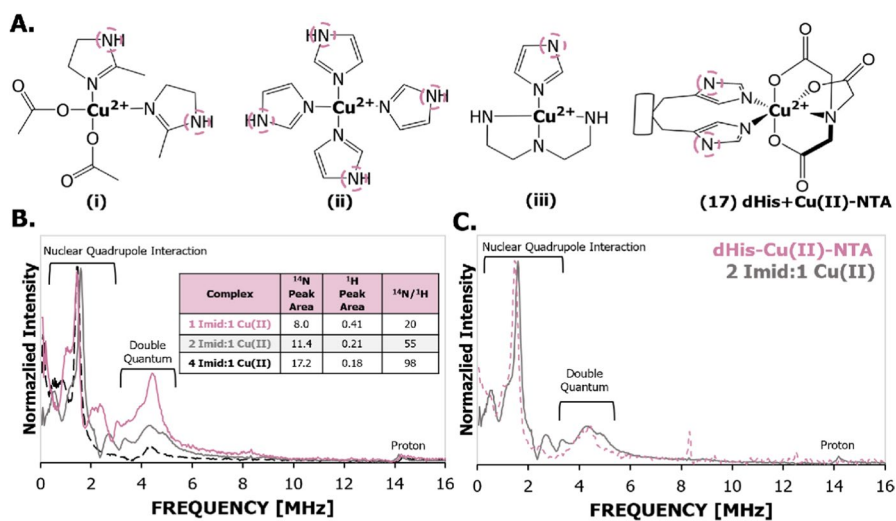 A.
NH
N
O
Cu2+
N
O
NH
O
(i)
HN
N
HN
N
Cu2+
N
NH
N
NH
(ii)
N
N
HN
Cu2+
NH
N
(iii)
N
N
N
N
Cu2+
O
O
O
N
O
O
O
(17) dHis+Cu(II)-NTA
B.
Nuclear Quadrupole Interaction
Double
Quantum
Proton
Complex 14N Peak Area 1H Peak Area 14N/1H
1 Imid:1 Cu(II) 8.0 0.41 20
2 Imid:1 Cu(II) 11.4 0.21 55
4 Imid:1 Cu(II) 17.2 0.18 98
Normazlied Intensity
0 2 4 6 8 10 12 14 16
FREQUENCY [MHz]
C.
Nuclear Quadrupole Interaction
dHis-Cu(II)-NTA
2 Imid:1 Cu(II)
Double
Quantum
Proton
Normazlied Intensity
0 2 4 6 8 10 12 14 16
FREQUENCY [MHz]